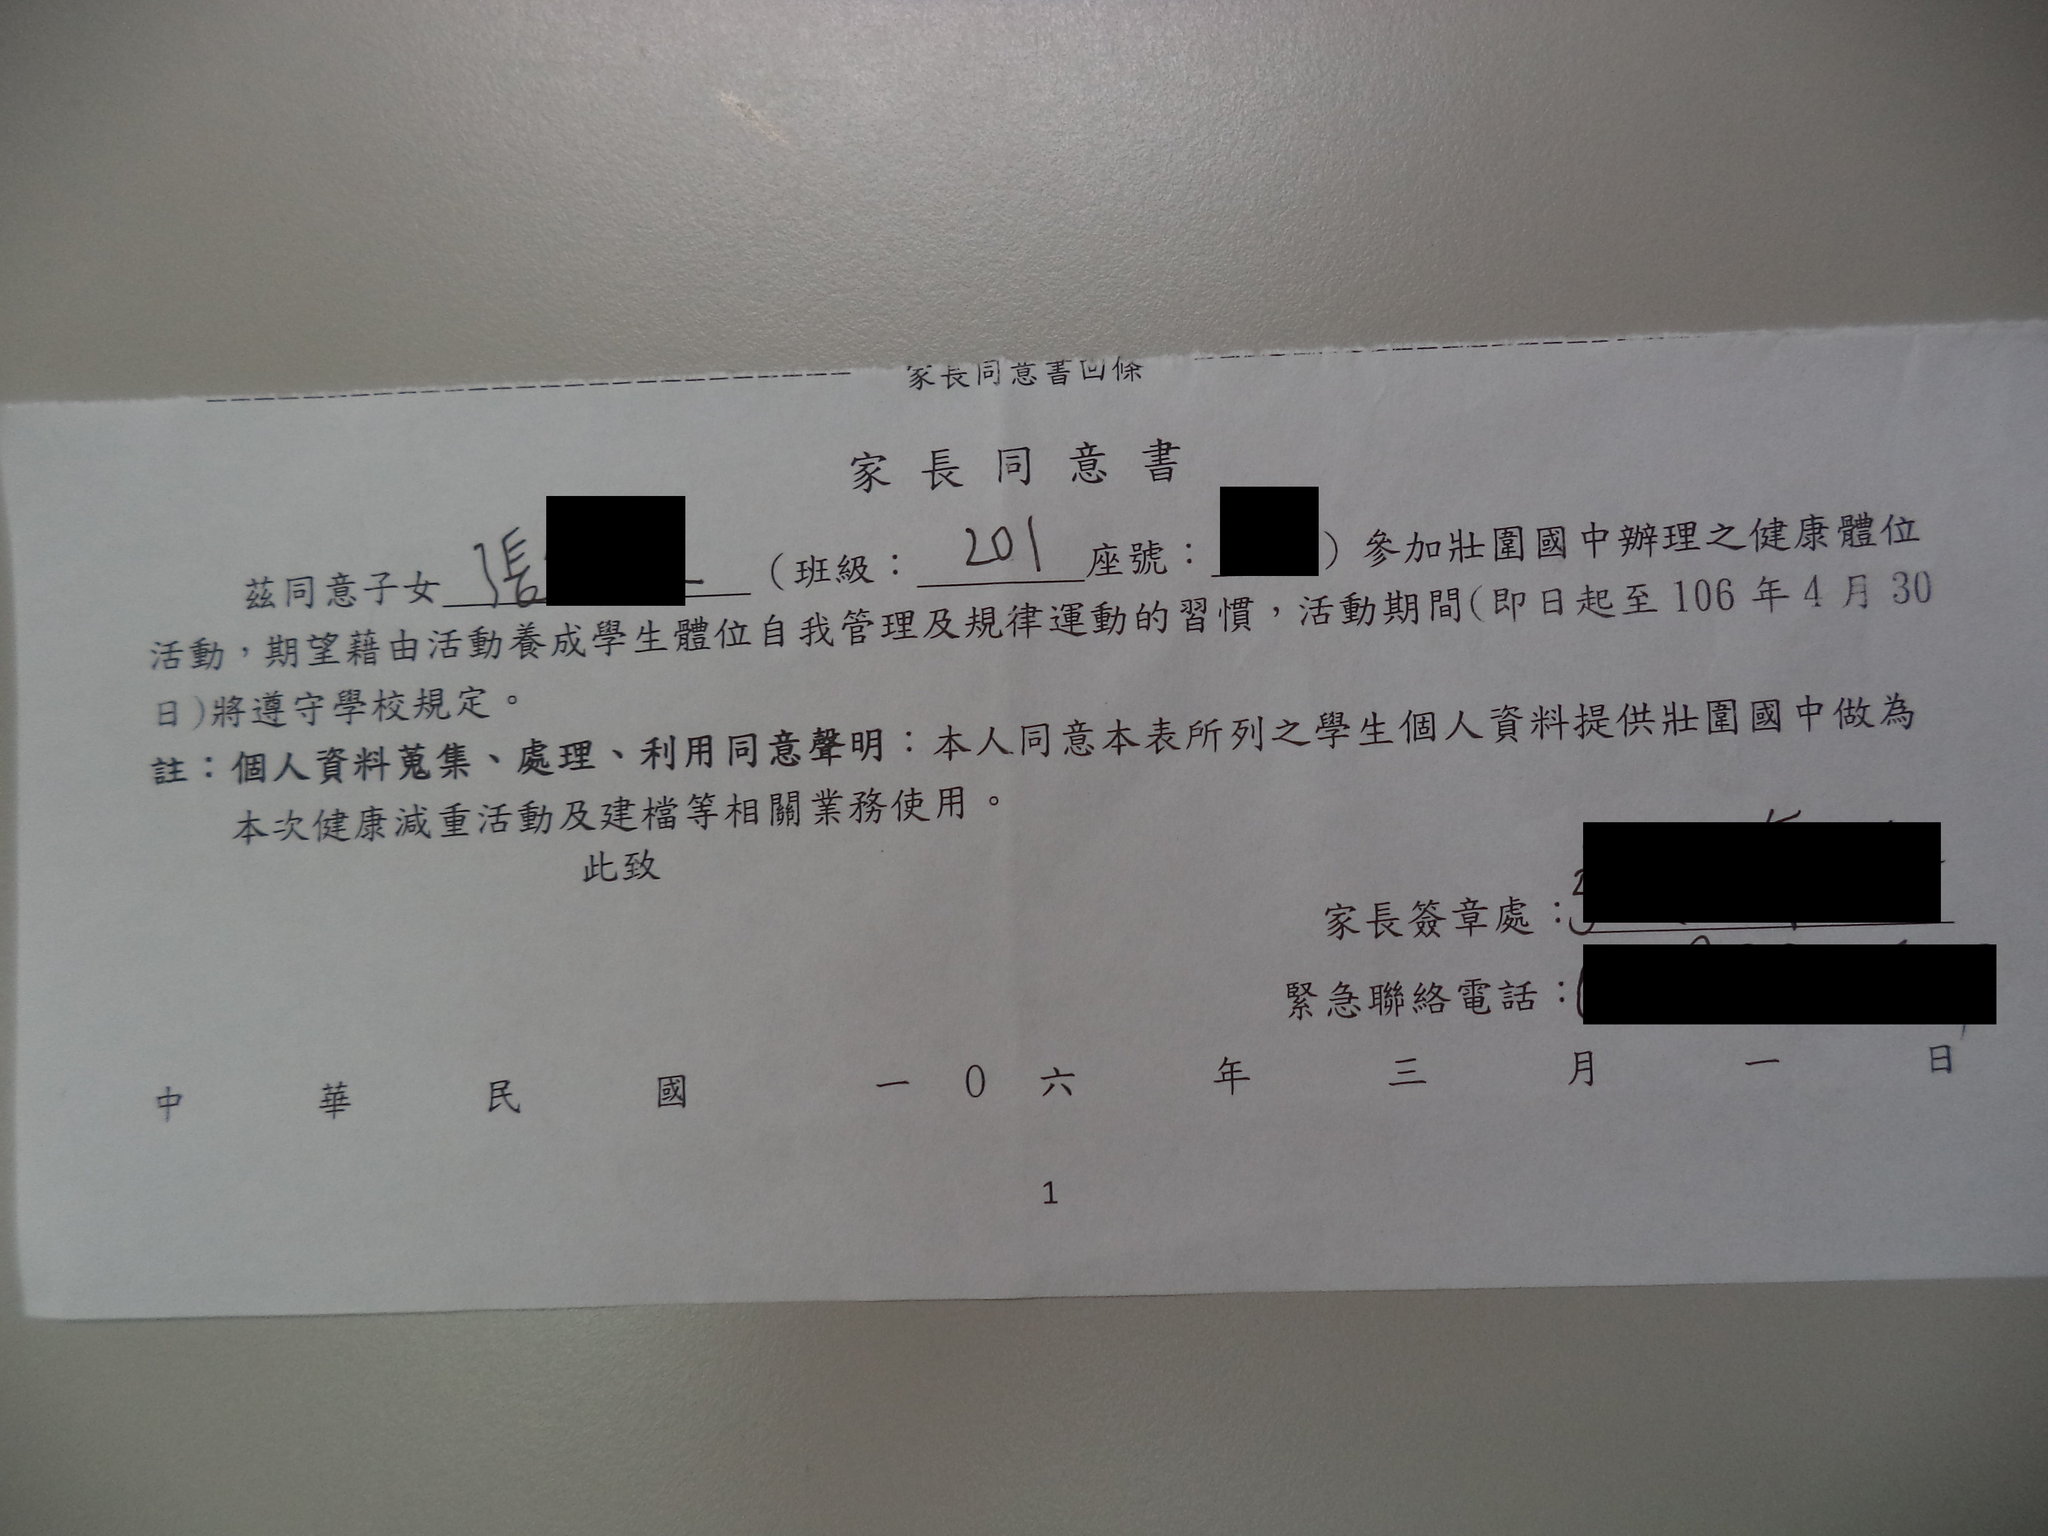 家長同意書回條
家長同意書
茲同意子女張（班級：201座號：）參加壯圍國中辦理之健康體位
活動，期望藉由活動養成學生體位自我管理及規律運動的習慣，活動期間(即日起至106年4月30
日)將遵守學校規定。
註：個人資料蒐集、處理、利用同意聲明：本人同意本表所列之學生個人資料提供壯圍國中做為
本次健康減重活動及建檔等相關業務使用。
此致
家長簽章處：
緊急聯絡電話：
中華民國一０六年三月一日
1